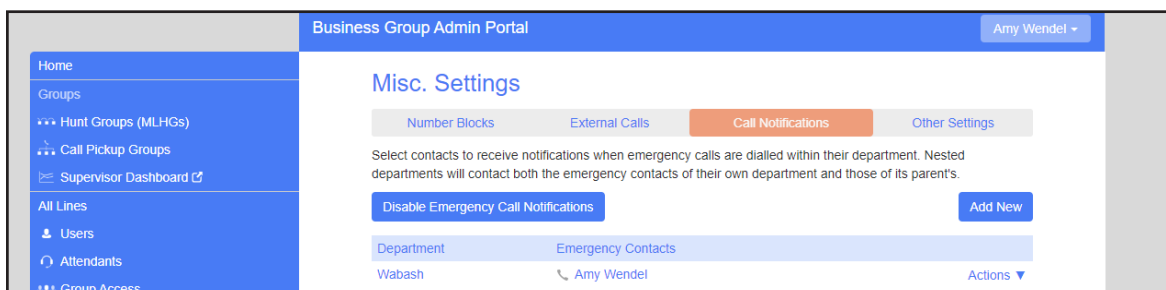 Business Group Admin Portal
Amy Wendel
Home
Groups
Hunt Groups (MLHGs)
Call Pickup Groups
Supervisor Dashboard
All Lines
Users
Attendants
Group Access
Misc. Settings
Number Blocks
External Calls
Call Notifications
Other Settings
Select contacts to receive notifications when emergency calls are dialled within their department. Nested
departments will contact both the emergency contacts of their own department and those of its parent's.
Disable Emergency Call Notifications
Add New
Department
Emergency Contacts
Wabash
Amy Wendel
Actions ▼